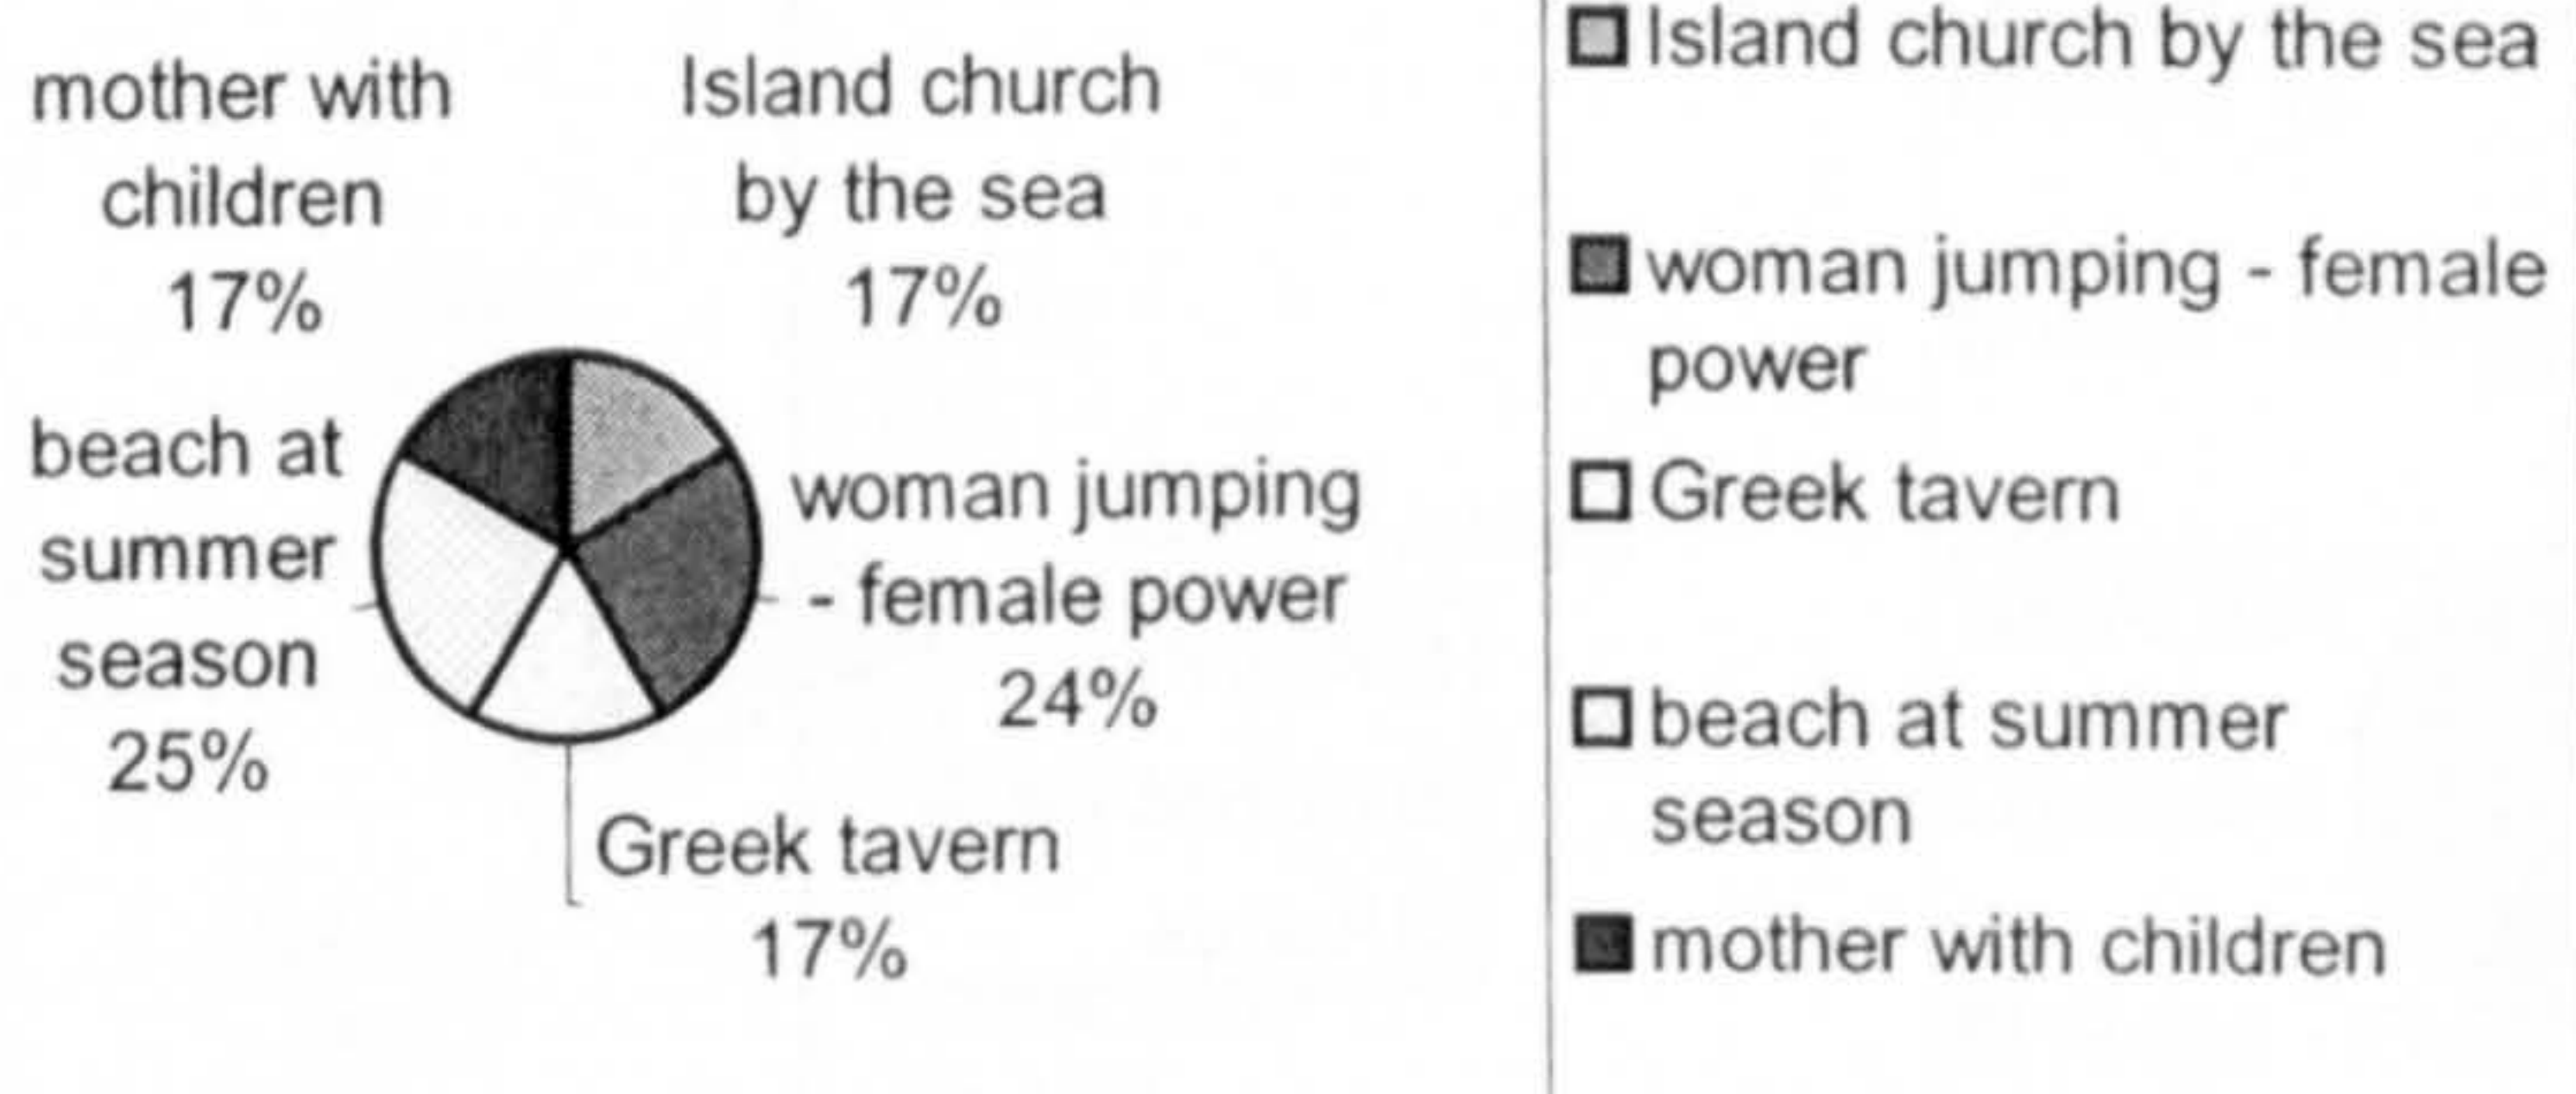 mother with
children
17%
Island church
by the sea
17%
beach at
summer
season
25%
woman jumping
- female power
24%
Greek tavern
17%
Island church by the sea
woman jumping - female
power
Greek tavern
beach at summer
season
mother with children